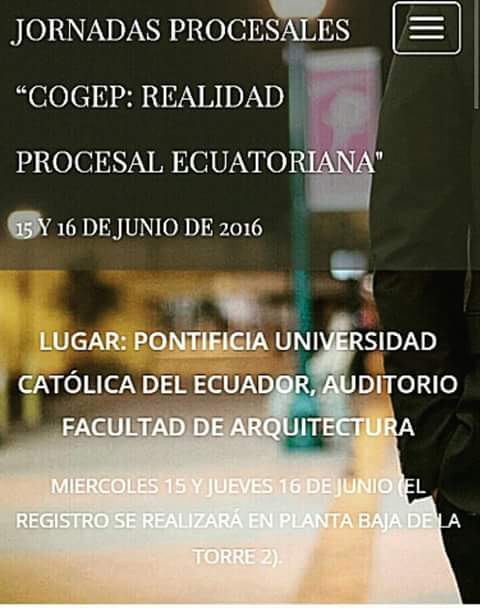 JORNADAS PROCESALES
“COGEP: REALIDAD
PROCESAL ECUATORIANA"
15 Y 16 DE JUNIO DE 2016
LUGAR: PONTIFICIA UNIVERSIDAD
CATÓLICA DEL ECUADOR, AUDITORIO
FACULTAD DE ARQUITECTURA
MIERCOLES 15 Y JUEVES 16 DE JUNIO (EL
REGISTRO SE REALIZARÁ EN PLANTA BAJA DE LA
TORRE 2).